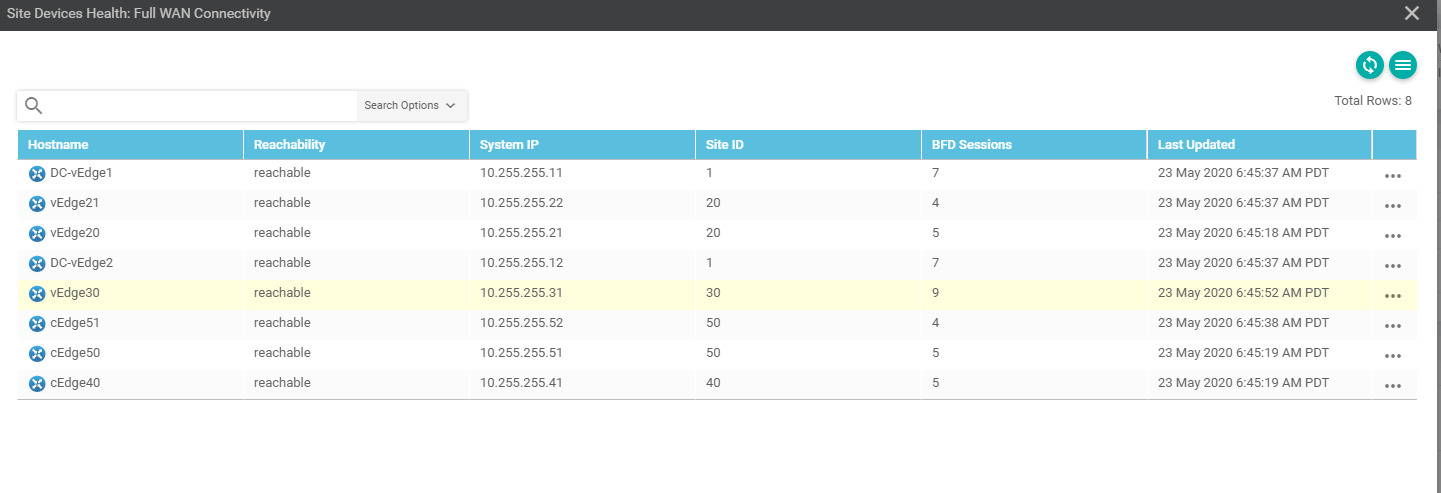 Site Devices Health: Full WAN Connectivity
Search Options
Total Rows: 8
Hostname Reachability System IP Site ID BFD Sessions Last Updated
DC-vEdge1 reachable 10.255.255.11 1 7 23 May 2020 6:45:37 AM PDT
vEdge21 reachable 10.255.255.22 20 4 23 May 2020 6:45:37 AM PDT
vEdge20 reachable 10.255.255.21 20 5 23 May 2020 6:45:18 AM PDT
DC-vEdge2 reachable 10.255.255.12 1 7 23 May 2020 6:45:37 AM PDT
vEdge30 reachable 10.255.255.31 30 9 23 May 2020 6:45:52 AM PDT
cEdge51 reachable 10.255.255.52 50 4 23 May 2020 6:45:38 AM PDT
cEdge50 reachable 10.255.255.51 50 5 23 May 2020 6:45:19 AM PDT
cEdge40 reachable 10.255.255.41 40 5 23 May 2020 6:45:19 AM PDT